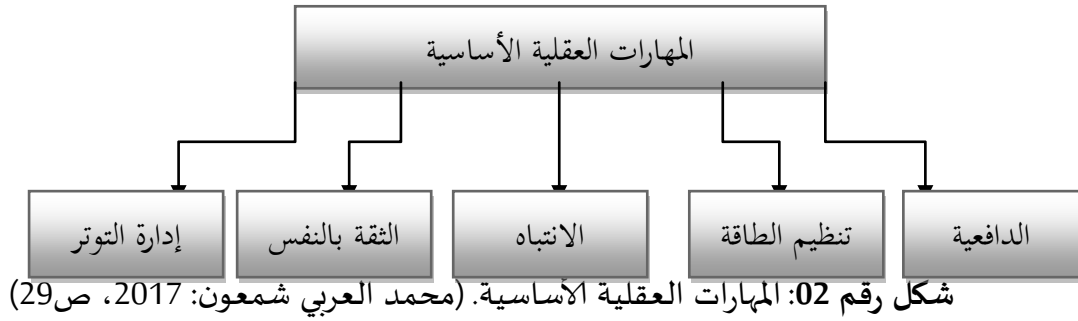 المهارات العقلية الأساسية
الدافعية
تنظيم الطاقة
الانتباه
الثقة بالنفس
إدارة التوتر
شكل رقم 02: المهارات العقلية الأساسية. (محمد العربي شمعون: 2017، ص29)